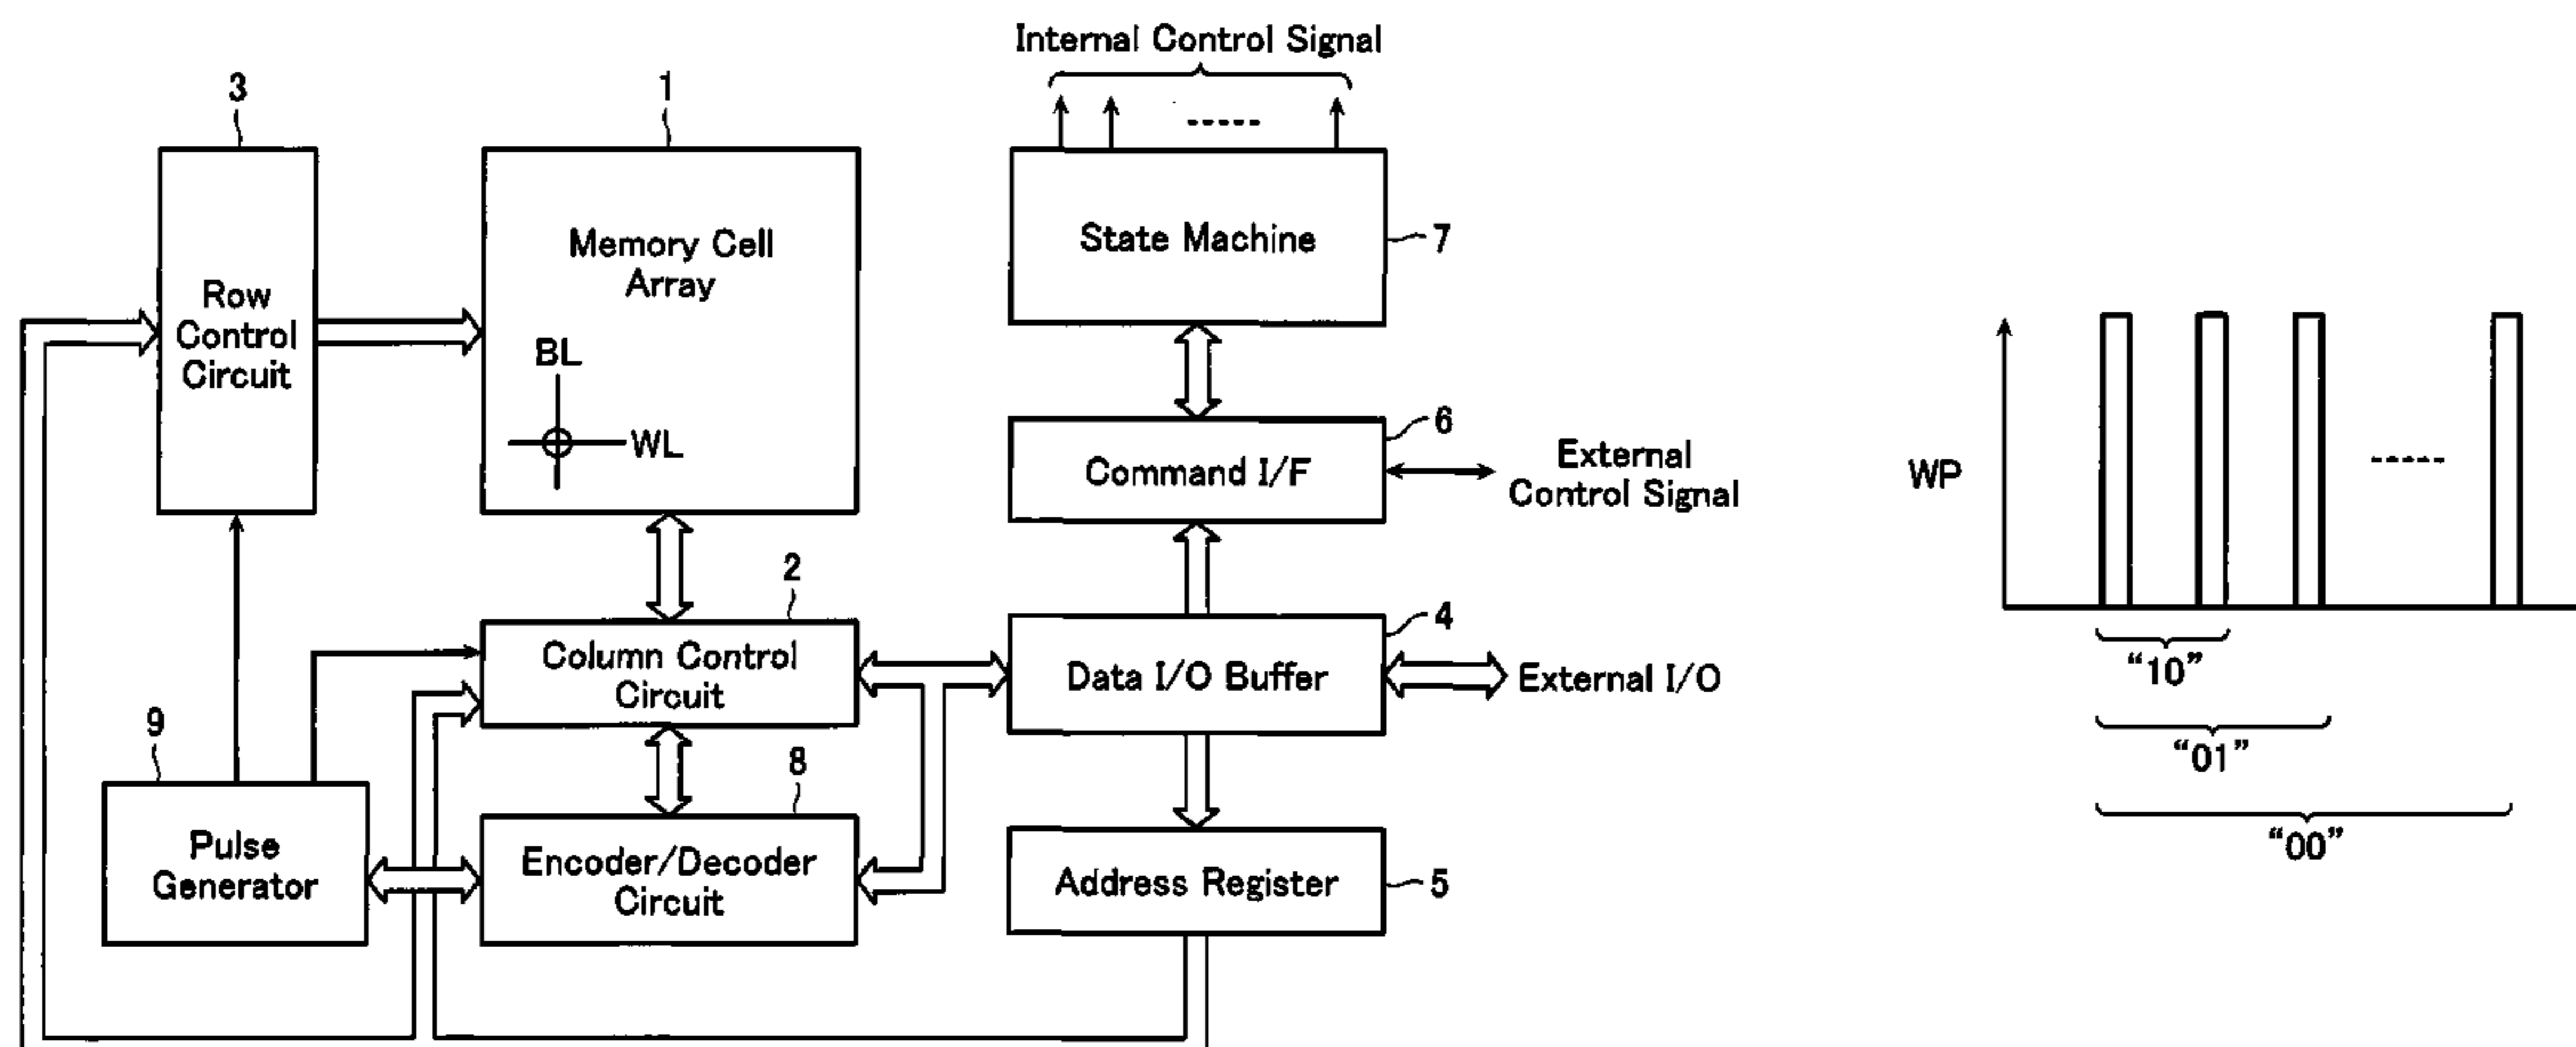 Internal Control Signal
3
1
-----
Row
Control
Circuit
Memory Cell
Array
BL
WL
State Machine
7
6
Command I/F
External
Control Signal
2
Column Control
Circuit
4
Data I/O Buffer
External I/O
9
Pulse
Generator
8
Encoder/Decoder
Circuit
Address Register
5
WP
-----
“10”
“01”
“00”